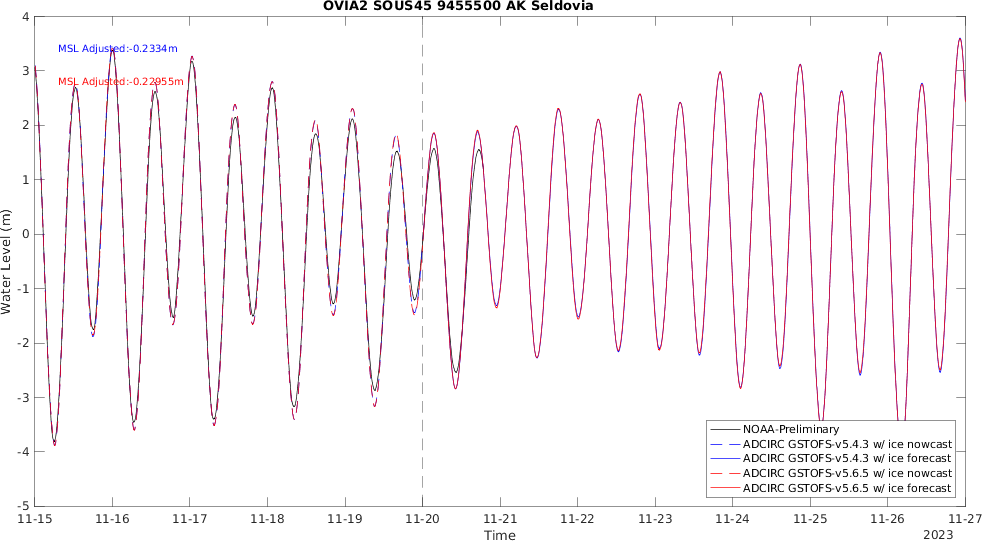 OVIA2 SOUS45 9455500 AK Seldovia
4
MSL Adjusted:-0.2334m
3
MSL Adjusted:-0.22955m
2
1
0
Water Level (m)
-1
-2
-3
-4
-5
NOAA-Preliminary
ADCIRC GSTOFS-v5.4.3 w/ ice nowcast
ADCIRC GSTOFS-v5.4.3 w/ ice forecast
ADCIRC GSTOFS-v5.6.5 w/ ice nowcast
ADCIRC GSTOFS-v5.6.5 w/ ice forecast
11-15 11-16 11-17 11-18 11-19 11-20 11-21 11-22 11-23 11-24 11-25 11-26 11-27
Time
2023